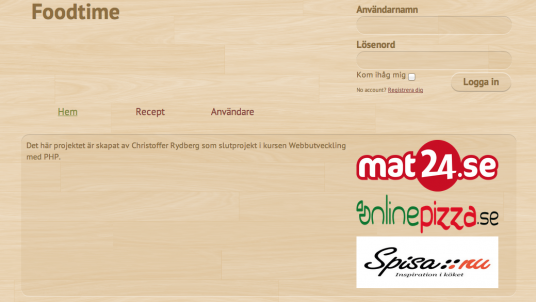 Foodtime
Användarnamn
Lösenord
Kom ihåg mig
Logga in
No account? Registrera dig
Hem Recept Användare
Det här projektet är skapat av Christoffer Rydberg som slutprojekt i kursen Webbutveckling
med PHP.
mat24.se
onlinepizza.se
Spisa::nu
Inspiration i köket